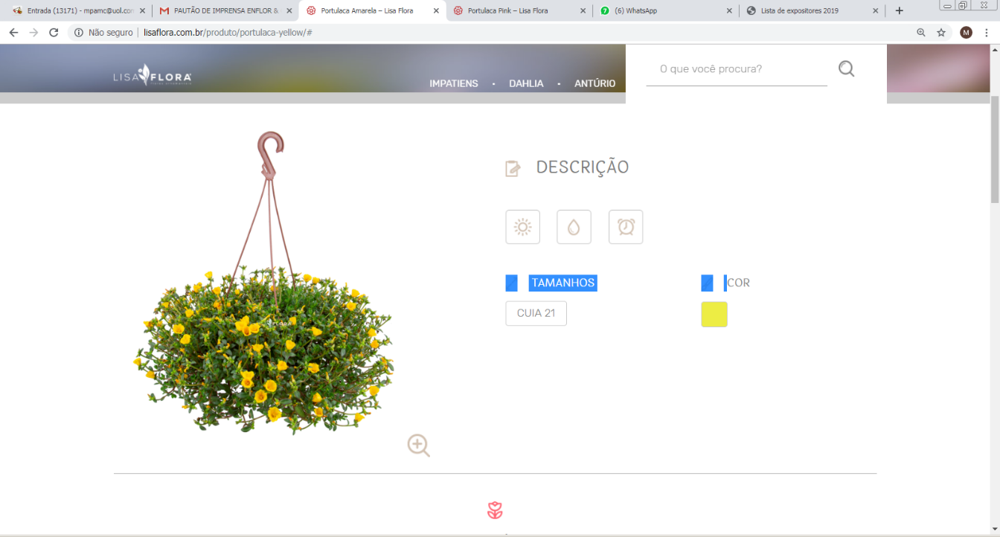 Entrada (13171) - mpamc@uol.com
PAUTÃO DE IMPRENSA ENFLOR &
Portulaca Amarela – Lisa Flora
Portulaca Pink – Lisa Flora
(6) WhatsApp
Lista de expositores 2019
Não seguro | lisaflora.com.br/produto/portulaca-yellow/#
M
LISA FLORA
IMPATIENS · DAHLIA · ANTÚRIO
O que você procura?
DESCRIÇÃO
TAMANHOS
COR
CUIA 21